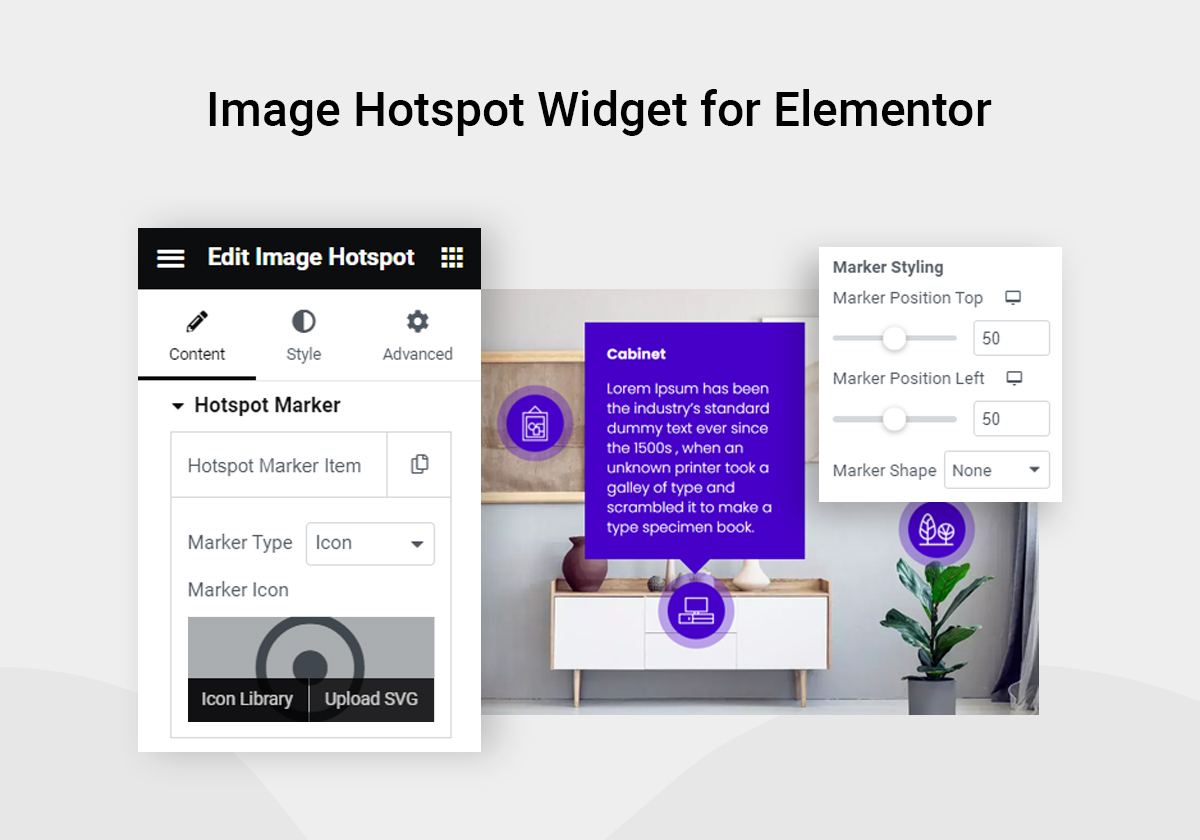 Image Hotspot Widget for Elementor
Edit Image Hotspot
Content
Style
Advanced
Hotspot Marker
Hotspot Marker Item
Marker Type
Icon
Marker Icon
Icon Library
Upload SVG
Cabinet
Lorem Ipsum has been
the industry’s standard
dummy text ever since
the 1500s , when an
unknown printer took a
galley of type and
scrambled it to make a
type specimen book.
Marker Styling
Marker Position Top
50
Marker Position Left
50
Marker Shape
None